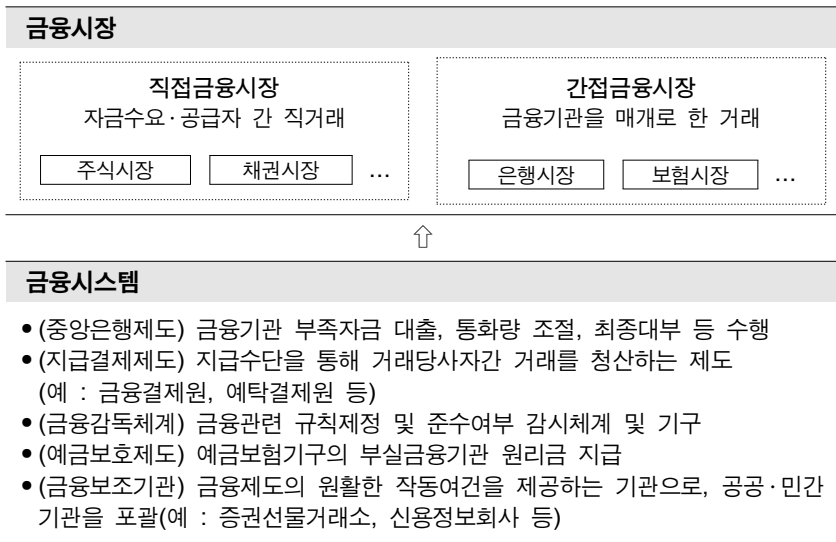 금융시장
직접금융시장
자금수요·공급자 간 직거래
주식시장 채권시장 …
간접금융시장
금융기관을 매개로 한 거래
은행시장 보험시장 …
⇧
금융시스템
• (중앙은행제도) 금융기관 부족자금 대출, 통화량 조절, 최종대부 등 수행
• (지급결제제도) 지급수단을 통해 거래당사자간 거래를 청산하는 제도
(예 : 금융결제원, 예탁결제원 등)
• (금융감독체계) 금융관련 규칙제정 및 준수여부 감시체계 및 기구
• (예금보호제도) 예금보험기구의 부실금융기관 원리금 지급
• (금융보조기관) 금융제도의 원활한 작동여건을 제공하는 기관으로, 공공·민간
기관을 포괄(예 : 증권선물거래소, 신용정보회사 등)